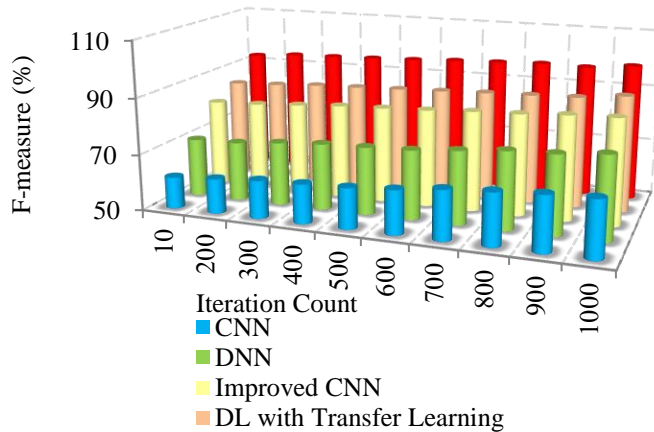 110
90
70
50
F-measure (%)
10
200
300
400
500
600
700
800
900
1000
Iteration Count
CNN
DNN
Improved CNN
DL with Transfer Learning